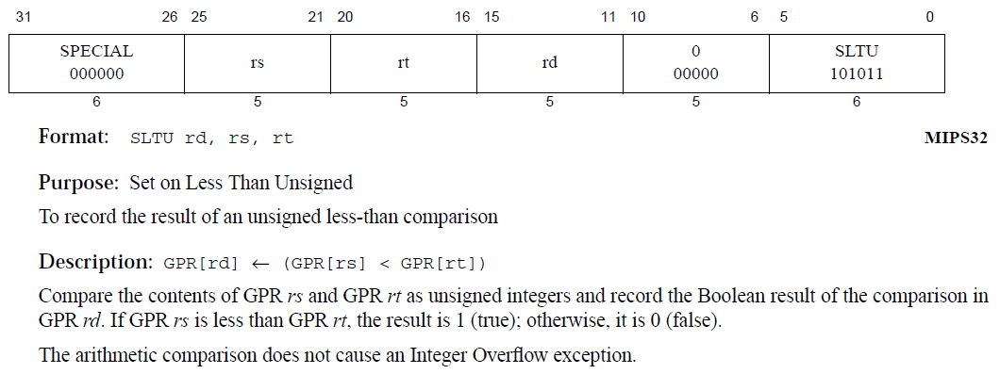 31 26 25 21 20 16 15 11 10 6 5 0
SPECIAL 0 SLTU
000000 rs rt rd 00000 101011
6 5 5 5 5 6
Format: SLTU rd, rs, rt MIPS32
Purpose: Set on Less Than Unsigned
To record the result of an unsigned less-than comparison
Description: GPR[rd] ← (GPR[rs] < GPR[rt])
Compare the contents of GPR rs and GPR rt as unsigned integers and record the Boolean result of the comparison in
GPR rd. If GPR rs is less than GPR rt, the result is 1 (true); otherwise, it is 0 (false).
The arithmetic comparison does not cause an Integer Overflow exception.